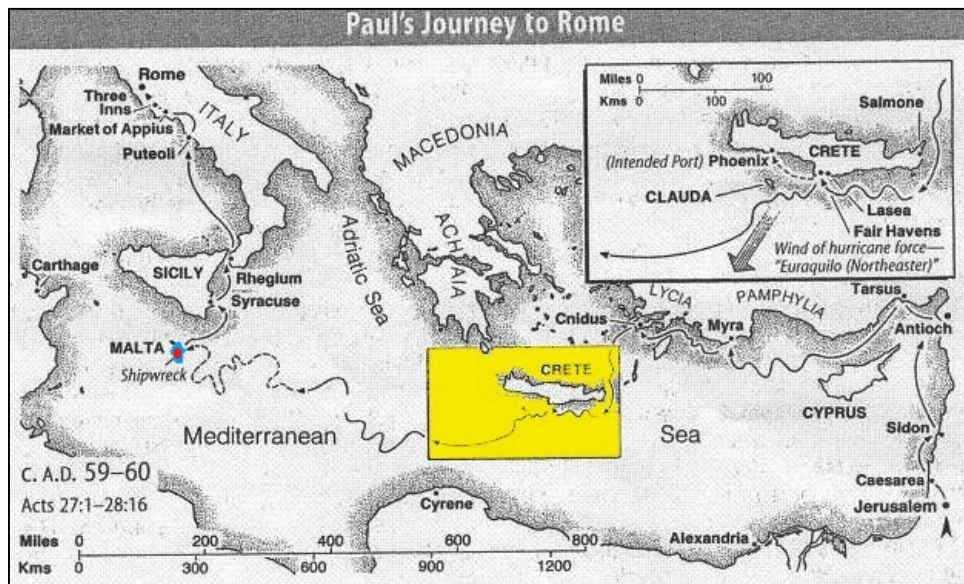 Paul's Journey to Rome
Rome
Three
Inns
Market of Appius
Puteoli
ITALY
MACEDONIA
ACHAIA
Adriatic Sea
Carthage
SICILY
Rhegium
Syracuse
MALTA
Shipwreck
Mediterranean
Sea
CRETE
Cnidus
LYCIA
Myra
PAMPHYLIA
Tarsus
Antioch
CYPRUS
Sidon
Caesarea
Jerusalem
Alexandria
Cyrene
Miles 0 100
Kms 0 100
Salmone
(Intended Port) Phoenix
CRETE
CLAUDA
Lasea
Fair Havens
Wind of hurricane force—
"Euraquilo (Northeaster)"
C. A.D. 59–60
Acts 27:1–28:16
Miles 0 200 400 600 800
Kms 0 300 600 900 1200